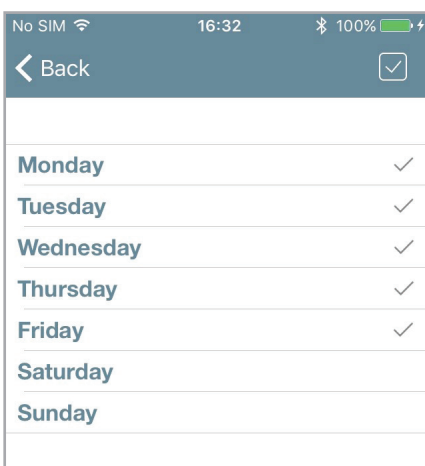 No SIM 16:32 100%
Back
Monday
Tuesday
Wednesday
Thursday
Friday
Saturday
Sunday